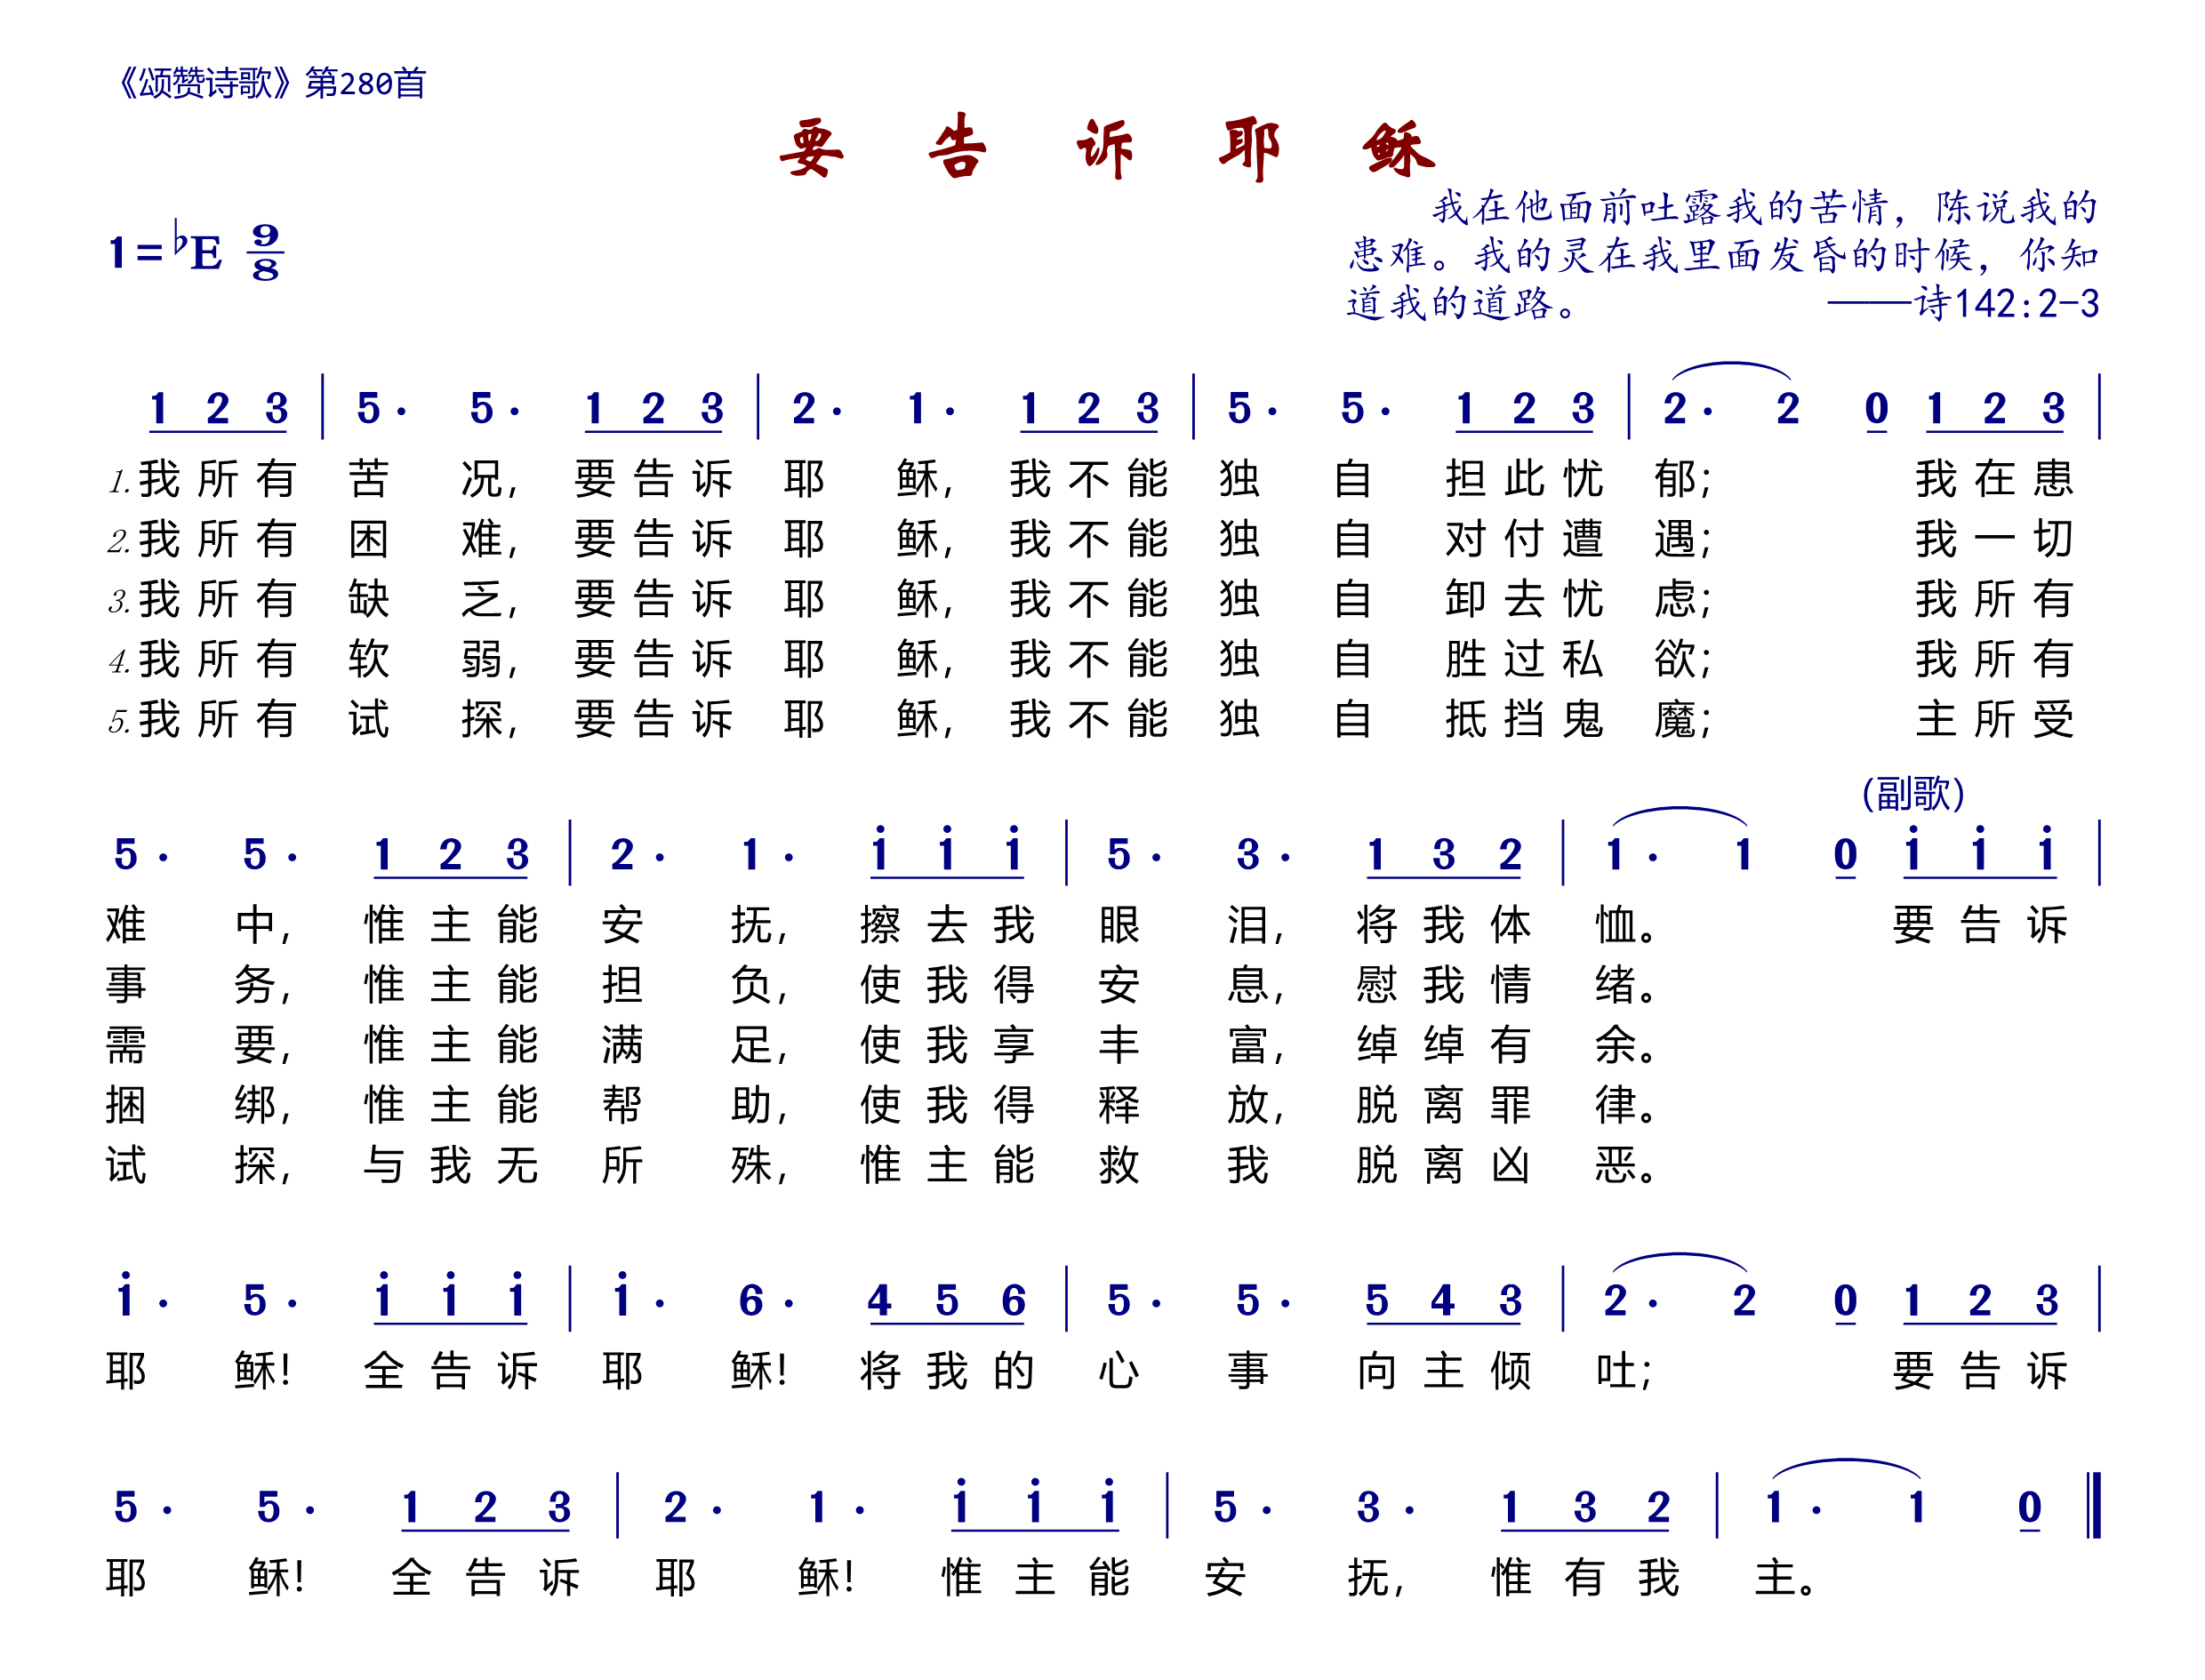 《颂赞诗歌》第280首
要告诉耶稣
1=♭E 9/8
我在他面前吐露我的苦情，陈说我的
患难。我的灵在我里面发昏的时候，你知
道我的道路。 ——诗142:2-3
1 2 3 | 5· 5· 1 2 3 | 2· 1· 1 2 3 | 5· 5· 1 2 3 | 2· 2 0 1 2 3 |
1.我所有苦况，要告诉耶稣，我不能独自担此忧郁；我在患
2.我所有困难，要告诉耶稣，我不能独自对付遭遇；我一切
3.我所有缺乏，要告诉耶稣，我不能独自卸去忧虑；我所有
4.我所有软弱，要告诉耶稣，我不能独自胜过私欲；我所有
5.我所有试探，要告诉耶稣，我不能独自抵挡鬼魔；主所受
(副歌)
5· 5· 1 2 3 | 2· 1· i i i | 5· 3· 1 3 2 | 1· 1 0 i i i |
难中，惟主能安抚，擦去我眼泪，将我体恤。要告诉
事务，惟主能担负，使我得安息，慰我情绪。
需要，惟主能满足，使我享丰富，绰绰有余。
捆绑，惟主能帮助，使我得释放，脱离罪律。
试探，与我无所殊，惟主能救我脱离凶恶。
i· 5· i i i | i· 6· 4 5 6 | 5· 5· 5 4 3 | 2· 2 0 1 2 3 |
耶稣！全告诉耶稣！将我的心事向主倾吐；要告诉
5· 5· 1 2 3 | 2· 1· i i i | 5· 3· 1 3 2 | 1· 1 0 ‖
耶稣！全告诉耶稣！惟主能安抚，惟有我主。